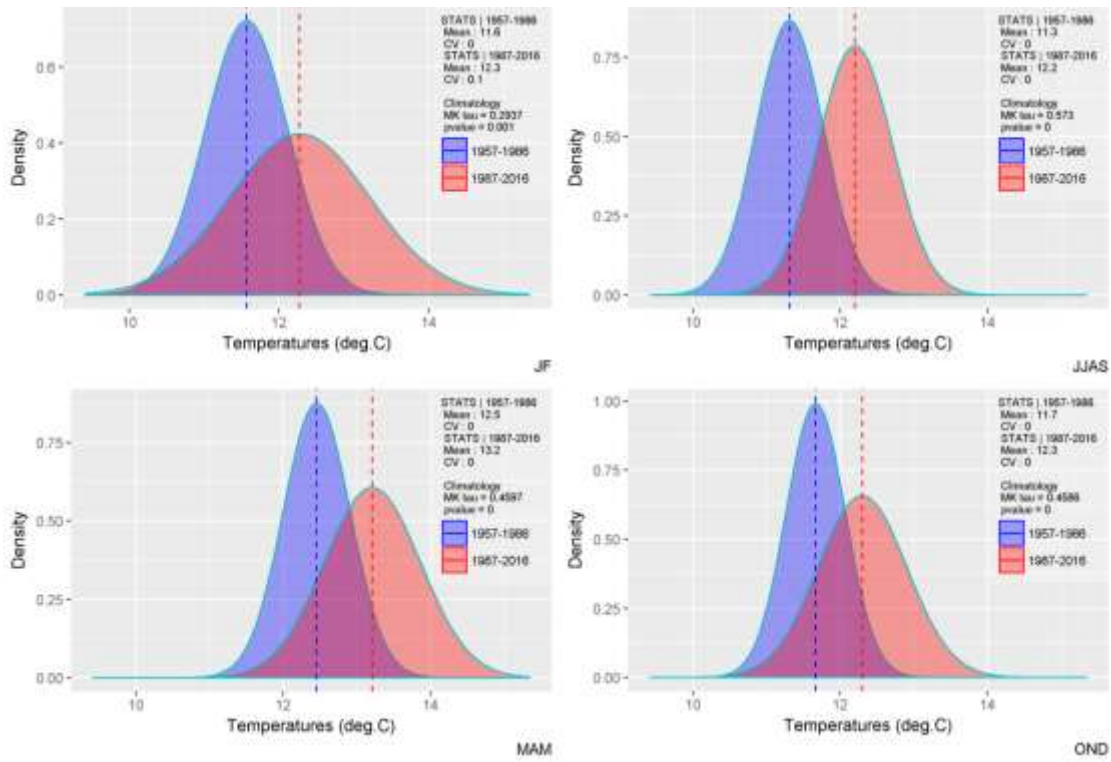 STATS | 1957-1986
Mean : 11.6
CV : 0
STATS | 1987-2016
Mean : 12.3
CV : 0.1
Climatology
MK tau = 0.2937
pvalue = 0.001
1957-1986
1987-2016
0.6
0.4
0.2
0.0
Density
10
12
14
Temperatures (deg.C)
JF
STATS | 1957-1986
Mean : 11.3
CV : 0
STATS | 1987-2016
Mean : 12.2
CV : 0
Climatology
MK tau = 0.573
pvalue = 0
1957-1986
1987-2016
0.75
0.50
0.25
0.00
Density
10
12
14
Temperatures (deg.C)
JJAS
STATS | 1957-1986
Mean : 12.5
CV : 0
STATS | 1987-2016
Mean : 13.2
CV : 0
Climatology
MK tau = 0.4597
pvalue = 0
1957-1986
1987-2016
0.75
0.50
0.25
0.00
Density
10
12
14
Temperatures (deg.C)
MAM
STATS | 1957-1986
Mean : 11.7
CV : 0
STATS | 1987-2016
Mean : 12.3
CV : 0
Climatology
MK tau = 0.4586
pvalue = 0
1957-1986
1987-2016
1.00
0.75
0.50
0.25
0.00
Density
10
12
14
Temperatures (deg.C)
OND